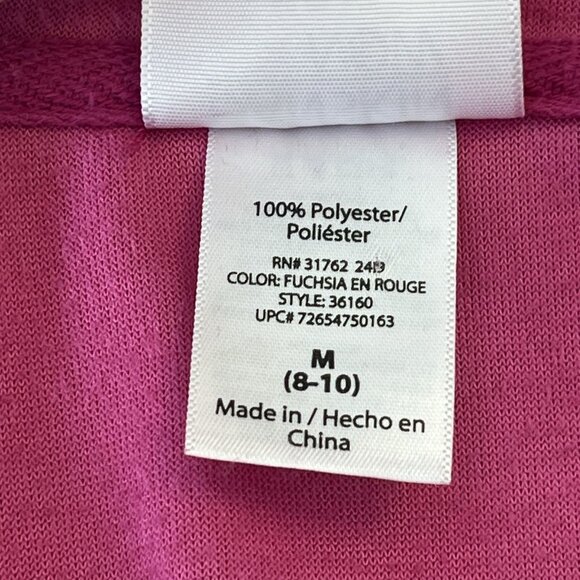 100% Polyester/
Poliéster
RN# 31762
COLOR: FUCHSIA EN ROUGE
STYLE: 36160
UPC# 72654750163
M
(8-10)
Made in / Hecho en
China